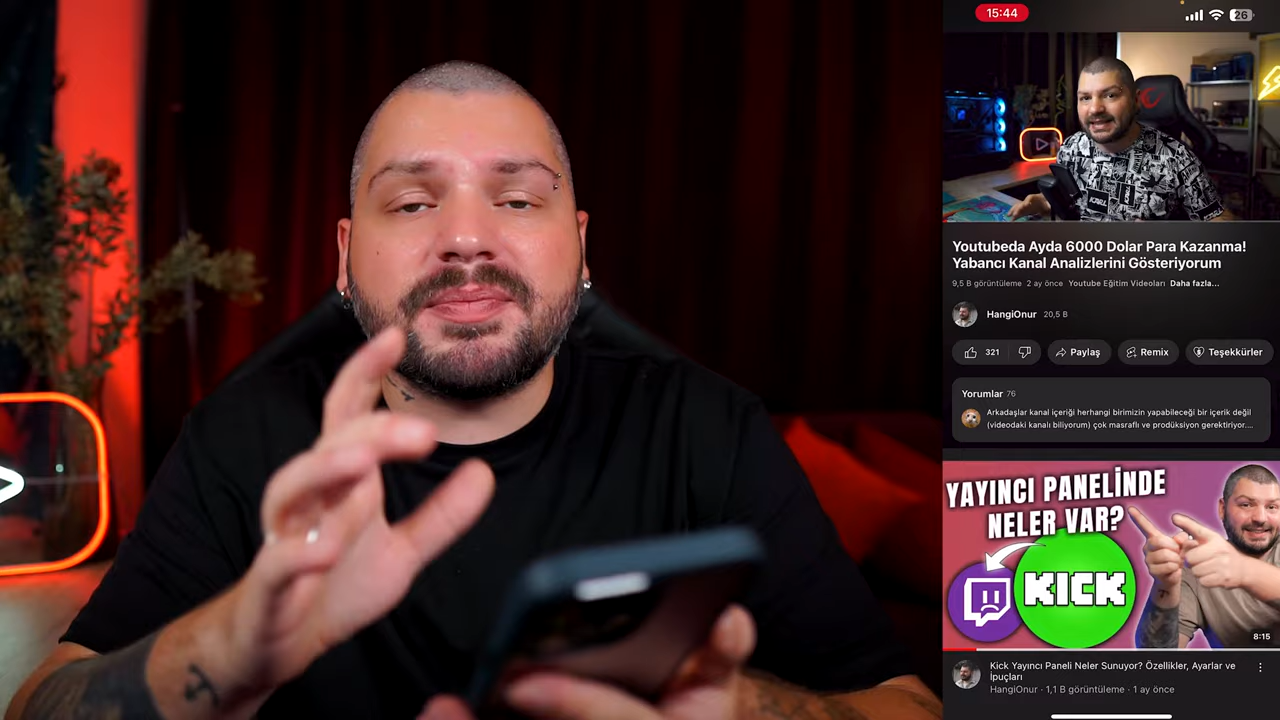 15:44
26
Youtubeda Ayda 6000 Dolar Para Kazanma!
Yabancı Kanal Analizlerini Gösteriyorum
9,5 B görüntüleme 2 ay önce Youtube Eğitim Videoları Daha fazla...
HangiOnur 20,5 B
321
Paylaş
Remix
Teşekkürler
Yorumlar 76
Arkadaşlar kanal içeriği herhangi birimizin yapabileceği bir içerik değil
(videodaki kanalı biliyorum) çok masraflı ve prodüksiyon gerektiriyor....
YAYINCI PANELİNDE
NELER VAR?
KICK
8:15
Kick Yayıncı Paneli Neler Sunuyor? Özellikler, Ayarlar ve
İpuçları
HangiOnur · 1,1 B görüntüleme · 1 ay önce